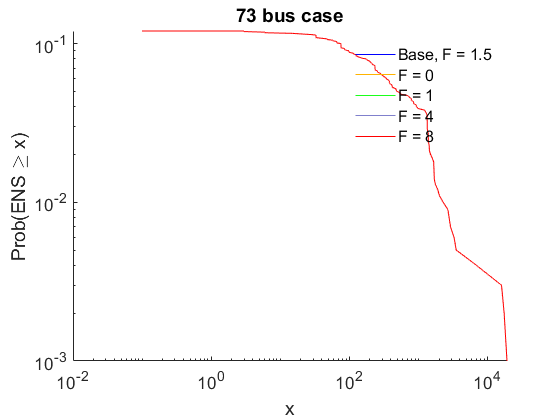 73 bus case
10^-1
Base, F = 1.5
F = 0
F = 1
F = 4
F = 8
Prob(ENS ≥ x)
10^-2
10^-3
10^-2
10^0
10^2
10^4
x